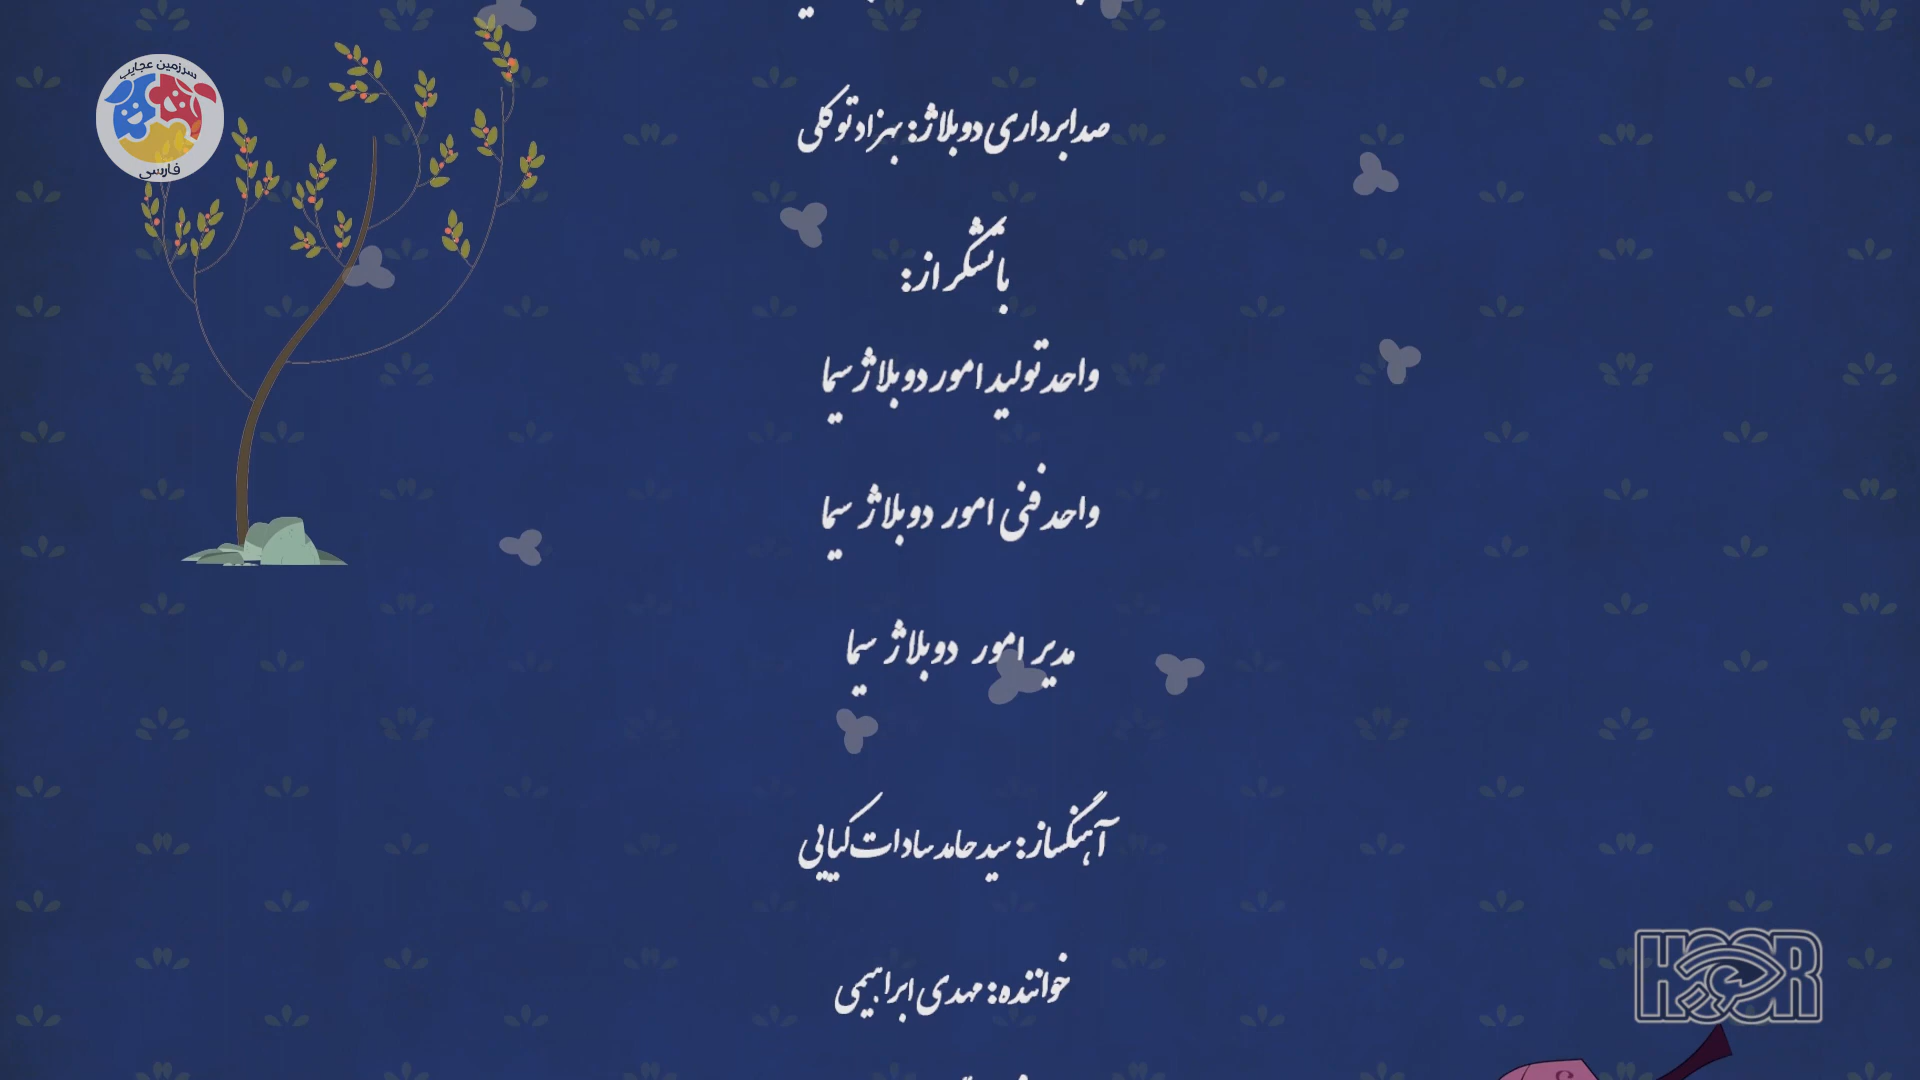 سرزمین عجایب
فارسی
صدابرداری دوبلاژ: بهزاد توکلی
با تشکر از:
واحد تولید امور دوبلاژ سیما
واحد فنی امور دوبلاژ سیما
مدیر امور دوبلاژ سیما
آهنگساز: سید حامد سادات کیایی
خواننده: مهدی ابراهیمی
HOOR